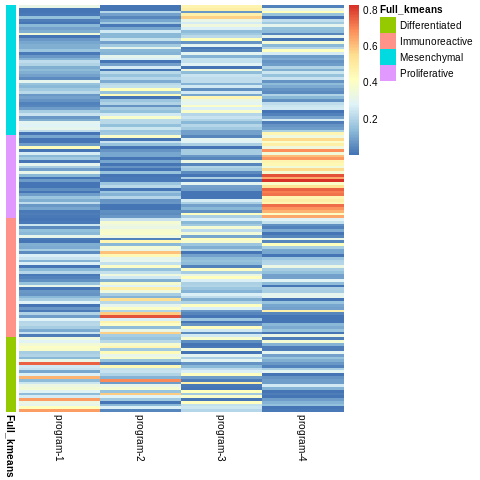 0.8
0.6
0.4
0.2
Full_kmeans
Differentiated
Immunoreactive
Mesenchymal
Proliferative
Full_kmeans
program-1
program-2
program-3
program-4